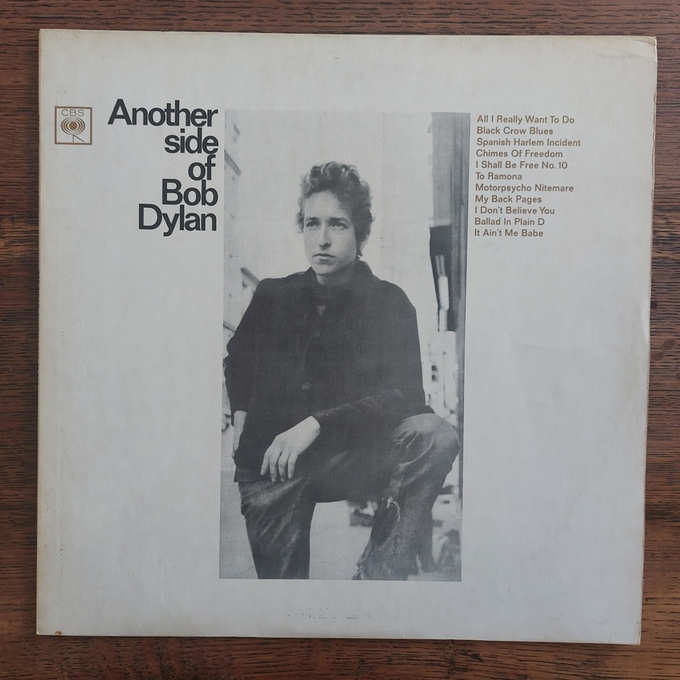 CBS
Another
side
of
Bob
Dylan
All I Really Want To Do
Black Crow Blues
Spanish Harlem Incident
Chimes Of Freedom
I Shall Be Free No. 10
To Ramona
Motorpsycho Nitemare
My Back Pages
I Don't Believe You
Ballad In Plain D
It Ain't Me Babe